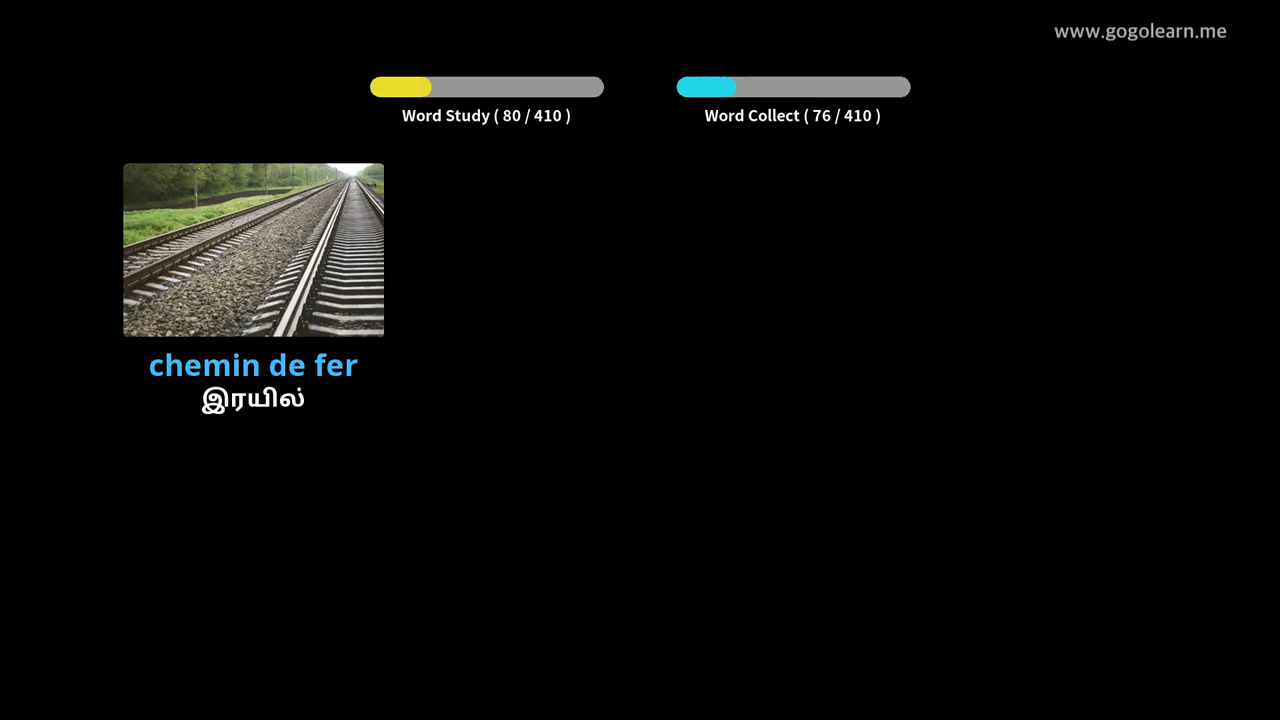 www.gogolearn.me
Word Study ( 80 / 410 )
Word Collect ( 76 / 410 )
chemin de fer
இரயில்